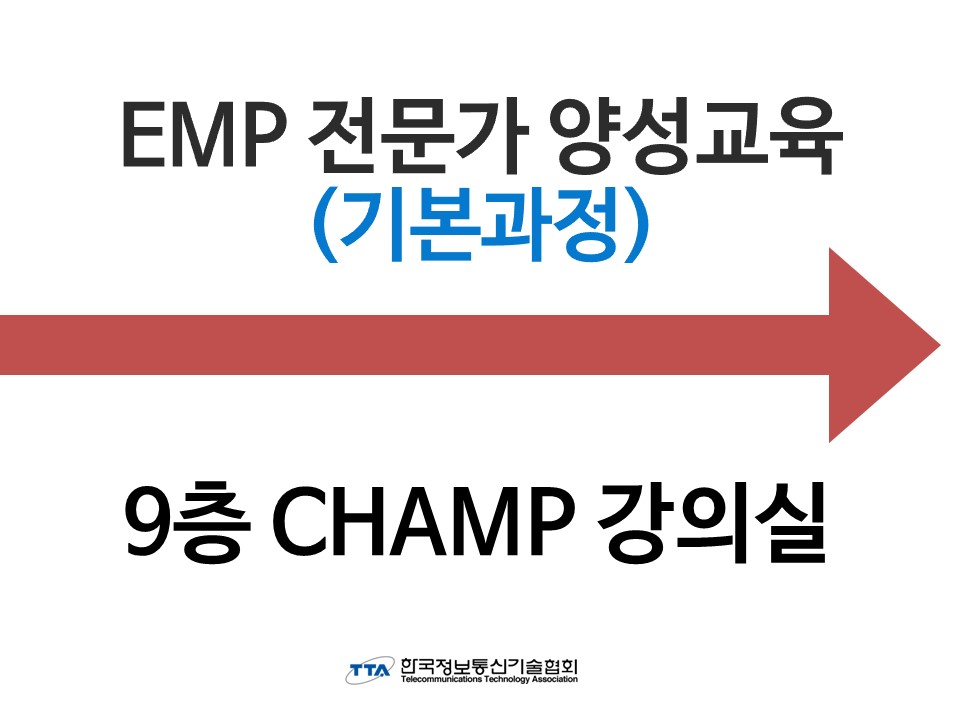 EMP 전문가 양성교육
(기본과정)
9층 CHAMP 강의실
TTA 한국정보통신기술협회
Telecommunications Technology Association